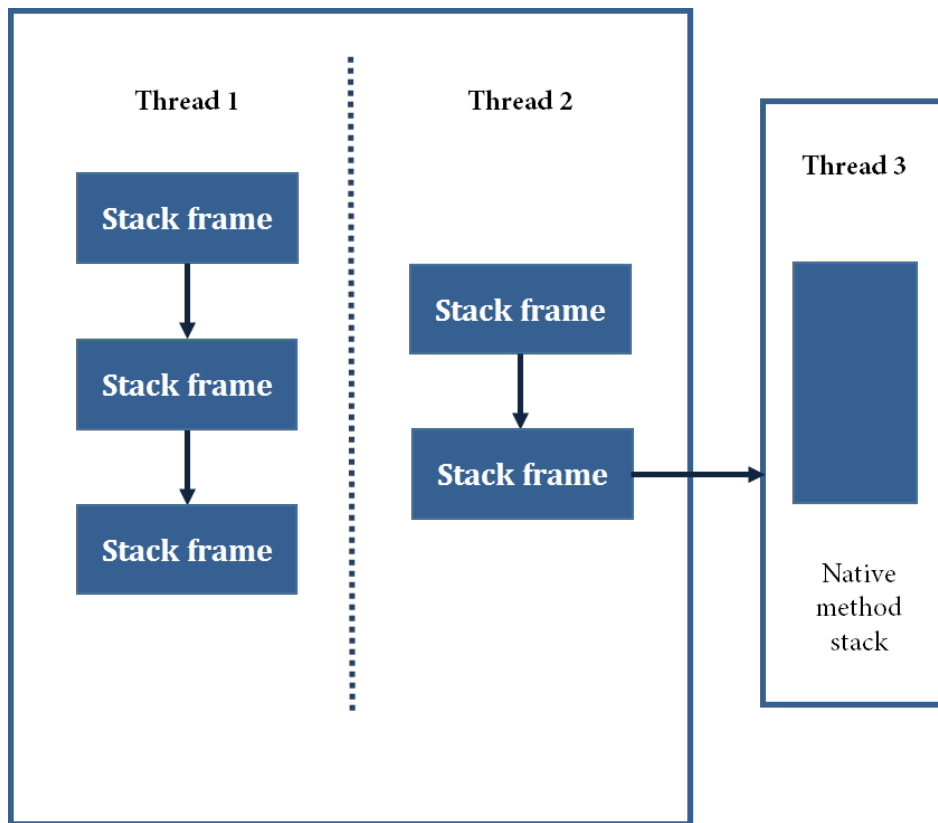 Thread 1
Stack frame
Stack frame
Stack frame
Thread 2
Stack frame
Stack frame
Thread 3
Native
method
stack